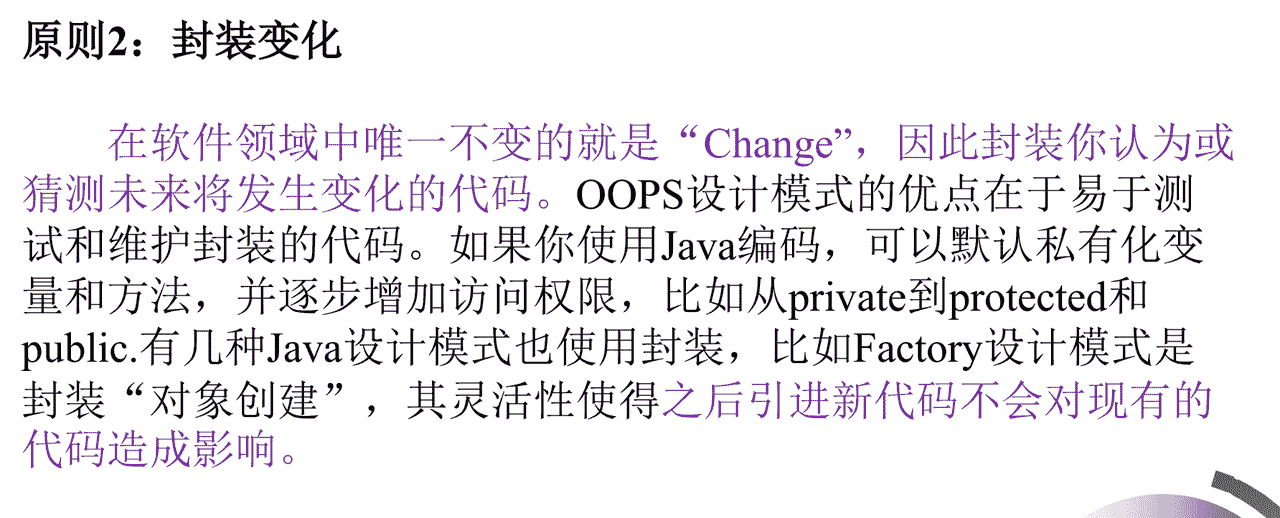 原则2：封装变化
在软件领域中唯一不变的就是“Change”，因此封装你认为或
猜测未来将发生变化的代码。OOPS设计模式的优点在于易于测
试和维护封装的代码。如果你使用Java编码，可以默认私有化变
量和方法，并逐步增加访问权限，比如从private到protected和
public.有几种Java设计模式也使用封装，比如Factory设计模式是
封装“对象创建”，其灵活性使得之后引进新代码不会对现有的
代码造成影响。